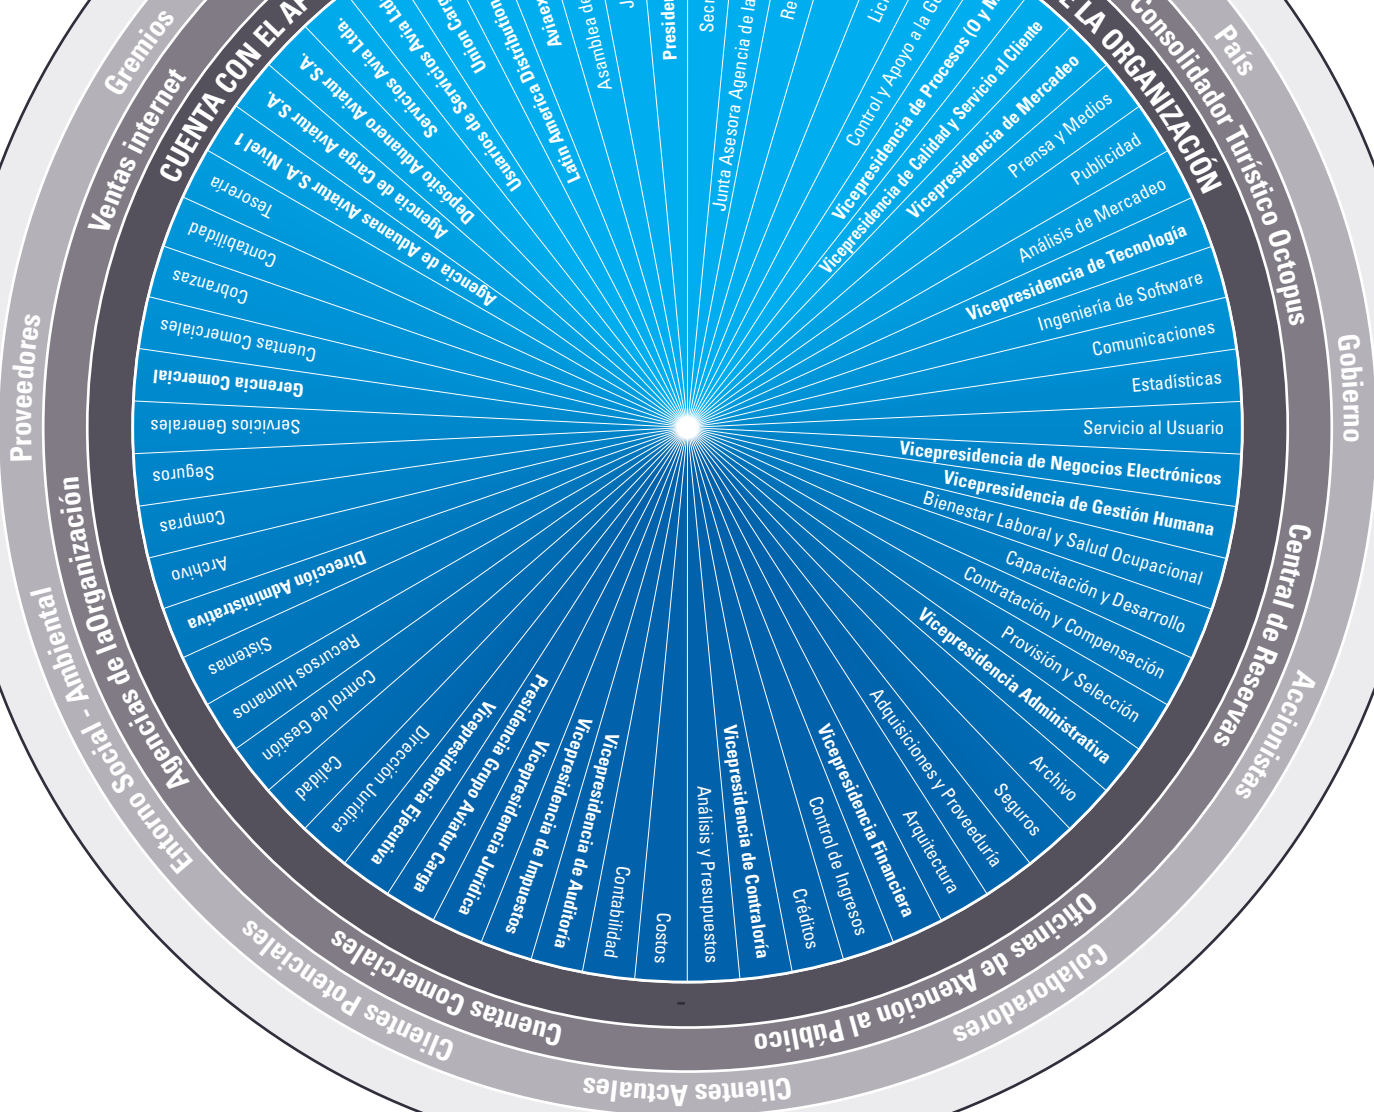 Gremios
País
Gobierno
Accionistas
Colaboradores
Clientes Actuales
Clientes Potenciales
Entorno Social - Ambiental
Proveedores
Ventas internet
Consolidador Turístico Octopus
Central de Reservas
Oficinas de Atención al Público
Cuentas Comerciales
Agencias de laOrganización
CUENTA CON EL
LA ORGANIZACIÓN
-
Junta Asesora Agencia de la
Control y Apoyo a la
Vicepresidencia de Procesos (O y
Vicepresidencia de Calidad y Servicio al Cliente
Vicepresidencia de Mercadeo
Prensa y Medios
Publicidad
Análisis de Mercadeo
Vicepresidencia de Tecnología
Ingeniería de Software
Comunicaciones
Estadísticas
Servicio al Usuario
Vicepresidencia de Negocios Electrónicos
Vicepresidencia de Gestión Humana
Bienestar Laboral y Salud Ocupacional
Capacitación y Desarrollo
Contratación y Compensación
Provisión y Selección
Vicepresidencia Administrativa
Archivo
Seguros
Adquisiciones y Proveeduría
Arquitectura
Vicepresidencia Financiera
Control de Ingresos
Créditos
Vicepresidencia de Contraloría
Análisis y Presupuestos
Costos
Contabilidad
Vicepresidencia de Auditoría
Vicepresidencia de Impuestos
Vicepresidencia Jurídica
Presidencia Grupo Aviatur Carga
Vicepresidencia Ejecutiva
Dirección Jurídica
Calidad
Control de Gestión
Recursos Humanos
Sistemas
Dirección Administrativa
Archivo
Compras
Seguros
Servicios Generales
Gerencia Comercial
Cuentas Comerciales
Cobranzas
Contabilidad
Tesorería
Agencia de Aduanas Aviatur S.A. Nivel 1
Agencia de Carga Aviatur S.A.
Depósito Aduanero Aviatur S.A.
Servicios Avia Ltda.
Usuarios de Servicios Avia
Union
Latin America Distribution
Asamblea de